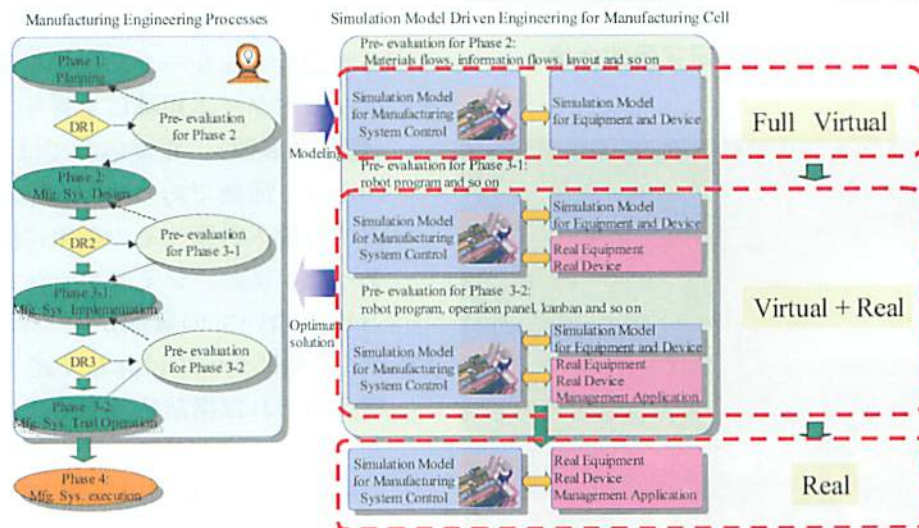 Manufacturing Engineering Processes
Phase 1:
Planning
DR1
Pre- evaluation
for Phase 2
Phase 2:
Mfg. Sys. Design
DR2
Pre- evaluation
for Phase 3-1
Phase 3-1:
Mfg. Sys. Implementation
DR3
Pre- evaluation
for Phase 3-2
Phase 3-2:
Mfg. Sys. Trial Operation
Phase 4:
Mfg. Sys. execution
Modeling
Optimum
solution
Simulation Model Driven Engineering for Manufacturing Cell
Pre- evaluation for Phase 2:
Materials flows, information flows, layout and so on
Simulation Model
for Manufacturing
System Control
Simulation Model
for Equipment and Device
Full Virtual
Pre- evaluation for Phase 3-1:
robot program and so on
Simulation Model
for Manufacturing
System Control
Simulation Model
for Equipment and Device
Real Equipment
Real Device
Pre- evaluation for Phase 3-2:
robot program, operation panel, kanban and so on
Simulation Model
for Manufacturing
System Control
Simulation Model
for Equipment and Device
Real Equipment
Real Device
Management Application
Virtual + Real
Simulation Model
for Manufacturing
System Control
Real Equipment
Real Device
Management Application
Real